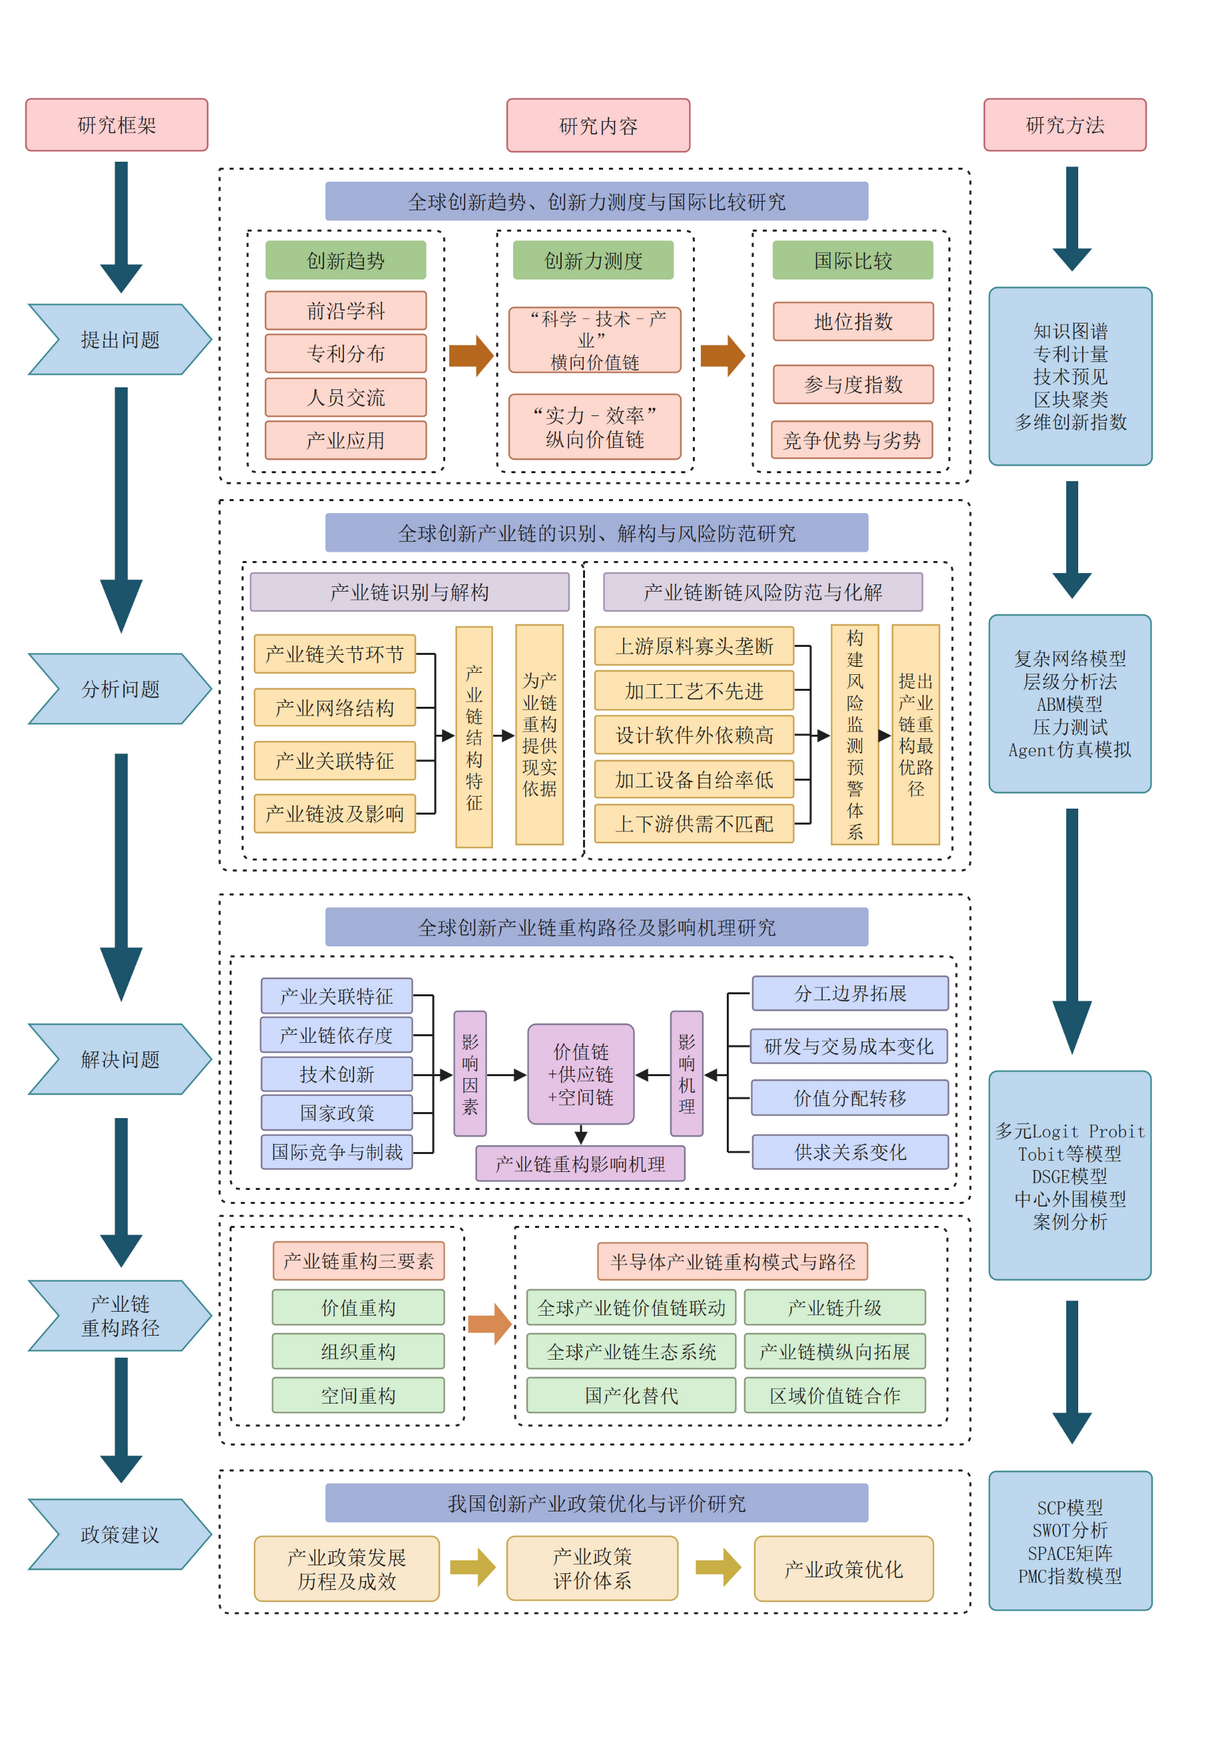 研究框架
研究内容
研究方法
提出问题
分析问题
解决问题
产业链
重构路径
政策建议
全球创新趋势、创新力测度与国际比较研究
创新趋势
前沿学科
专利分布
人员交流
产业应用
创新力测度
“科学–技术–产
业”
横向价值链
“实力–效率”
纵向价值链
国际比较
地位指数
参与度指数
竞争优势与劣势
全球创新产业链的识别、解构与风险防范研究
产业链识别与解构
产业链关节环节
产业网络结构
产业关联特征
产业链波及影响
产业链结构特征
为产
业链
重构
提供
现实
依据
产业链断链风险防范与化解
上游原料寡头垄断
加工工艺不先进
设计软件外依赖高
加工设备自给率低
上下游供需不匹配
构建风险监测预警体系
提出
产业
链重
构最
优路
径
全球创新产业链重构路径及影响机理研究
产业关联特征
产业链依存度
技术创新
国家政策
国际竞争与制裁
影响因素
价值链
+供应链
+空间链
影响机理
分工边界拓展
研发与交易成本变化
价值分配转移
供求关系变化
产业链重构影响机理
产业链重构三要素
价值重构
组织重构
空间重构
半导体产业链重构模式与路径
全球产业链价值链联动
产业链升级
全球产业链生态系统
产业链横纵向拓展
国产化替代
区域价值链合作
我国创新产业政策优化与评价研究
产业政策发展
历程及成效
产业政策
评价体系
产业政策优化
知识图谱
专利计量
技术预见
区块聚类
多维创新指数
复杂网络模型
层级分析法
ABM模型
压力测试
Agent仿真模拟
多元Logit Probit
Tobit等模型
DSGE模型
中心外围模型
案例分析
SCP模型
SWOT分析
SPACE矩阵
PMC指数模型